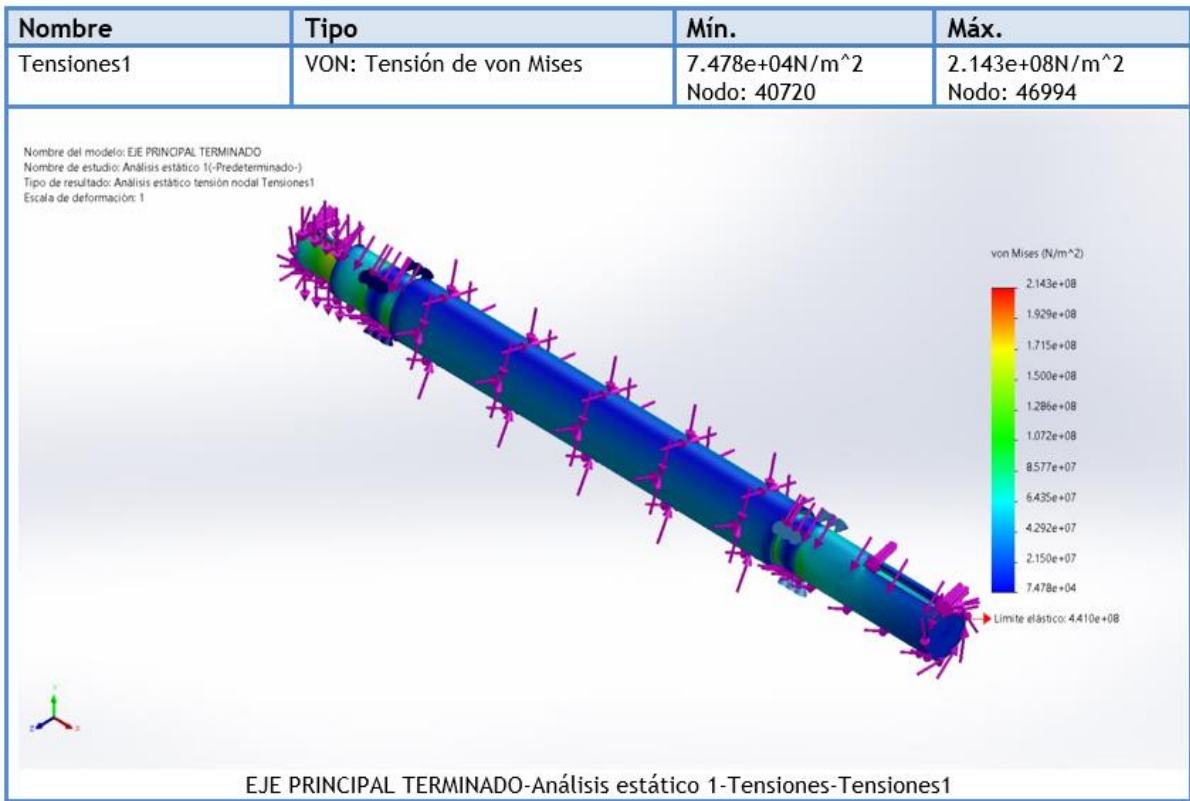 Nombre Tipo Mín. Máx.
Tensiones1 VON: Tensión de von Mises 7.478e+04N/m^2 2.143e+08N/m^2
Nodo: 40720 Nodo: 46994
Nombre del modelo: EJE PRINCIPAL TERMINADO
Nombre de estudio: Análisis estático 1(-Predeterminado-)
Tipo de resultado: Análisis estático tensión nodal Tensiones1
Escala de deformación: 1
von Mises (N/m^2)
2.143e+08
1.929e+08
1.715e+08
1.500e+08
1.286e+08
1.072e+08
8.577e+07
6.435e+07
4.292e+07
2.150e+07
7.478e+04
Límite elástico: 4.410e+08
Y
Z X
EJE PRINCIPAL TERMINADO-Análisis estático 1-Tensiones-Tensiones1